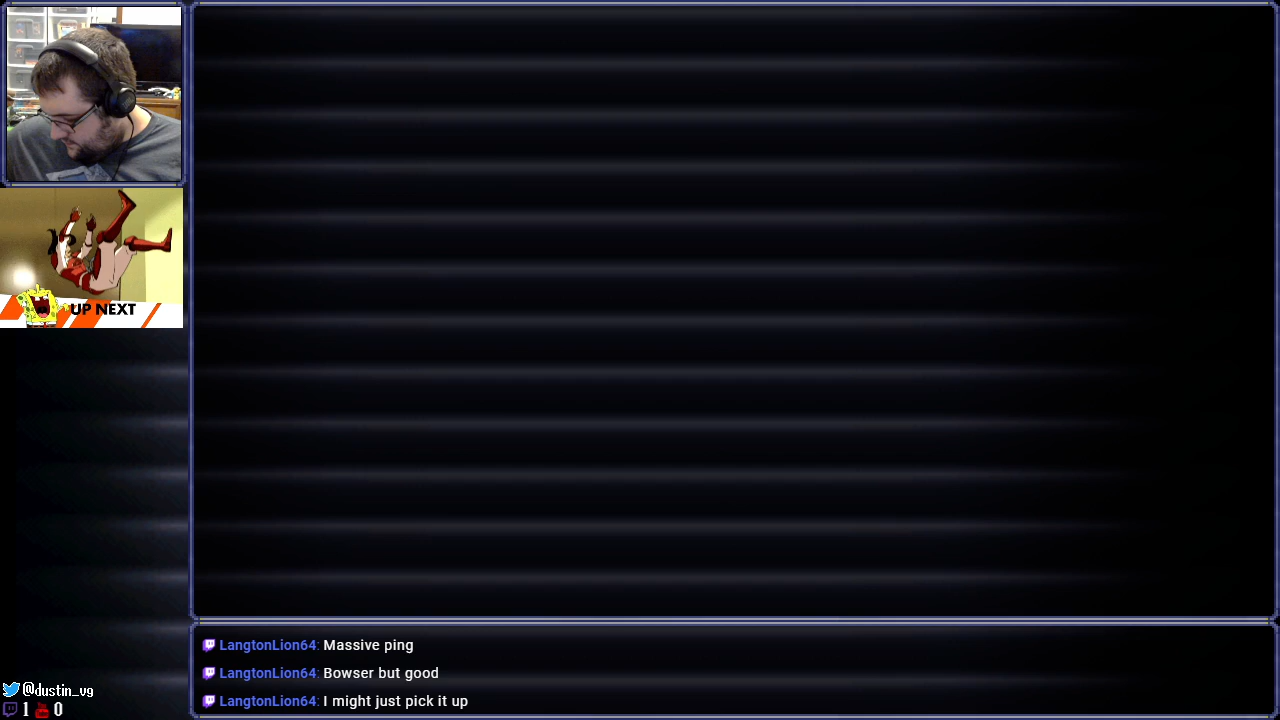 UP NEXT
LangtonLion64: Massive ping
LangtonLion64: Bowser but good
LangtonLion64: I might just pick it up
@dustin_vg
1 0